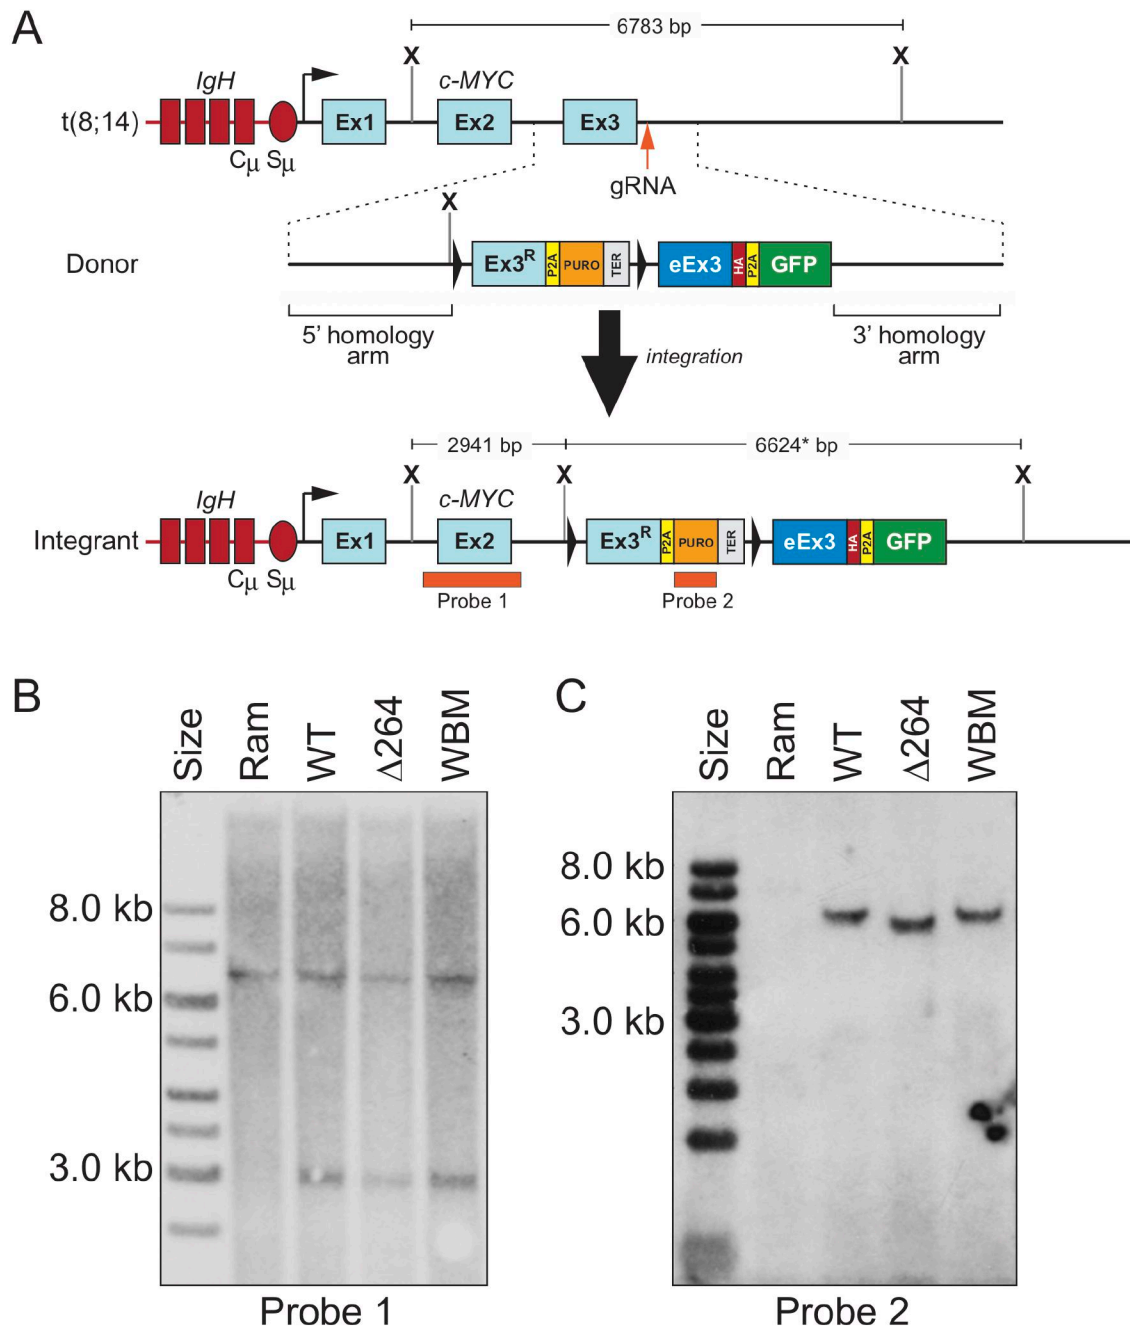 A
6783 bp
X X
IgH c-MYC
t(8;14) Ex1 Ex2 Ex3
Cμ Sμ
gRNA
X
Donor Ex3R P2A PURO TER eEx3 HA P2A GFP
5’ homology arm 3’ homology arm
integration
2941 bp 6624* bp
X X X
IgH c-MYC
Integrant Ex1 Ex2 Ex3R P2A PURO TER eEx3 HA P2A GFP
Cμ Sμ
Probe 1 Probe 2
B
Size Ram WT Δ264 WBM
8.0 kb
6.0 kb
3.0 kb
Probe 1
C
Size Ram WT Δ264 WBM
8.0 kb
6.0 kb
3.0 kb
Probe 2